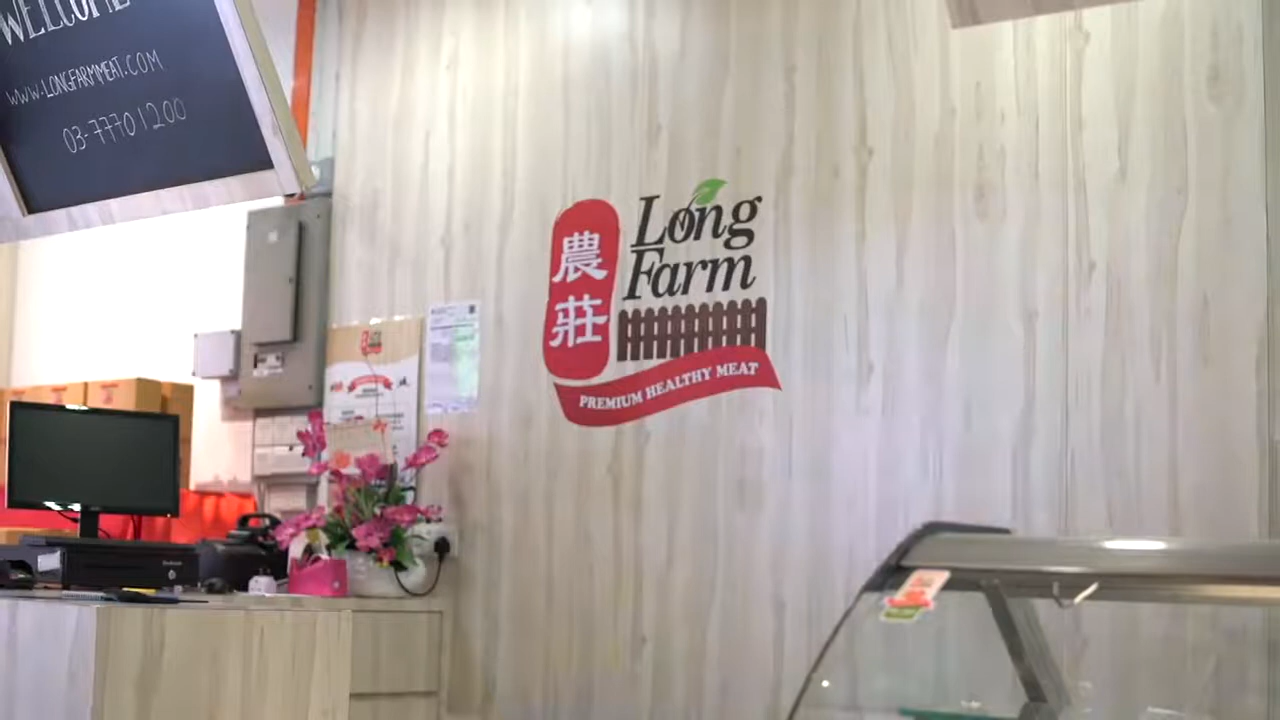 WELCOME
WWW.LONGFARMMEAT.COM
03-77701200
農
莊
Long
Farm
PREMIUM HEALTHY MEAT